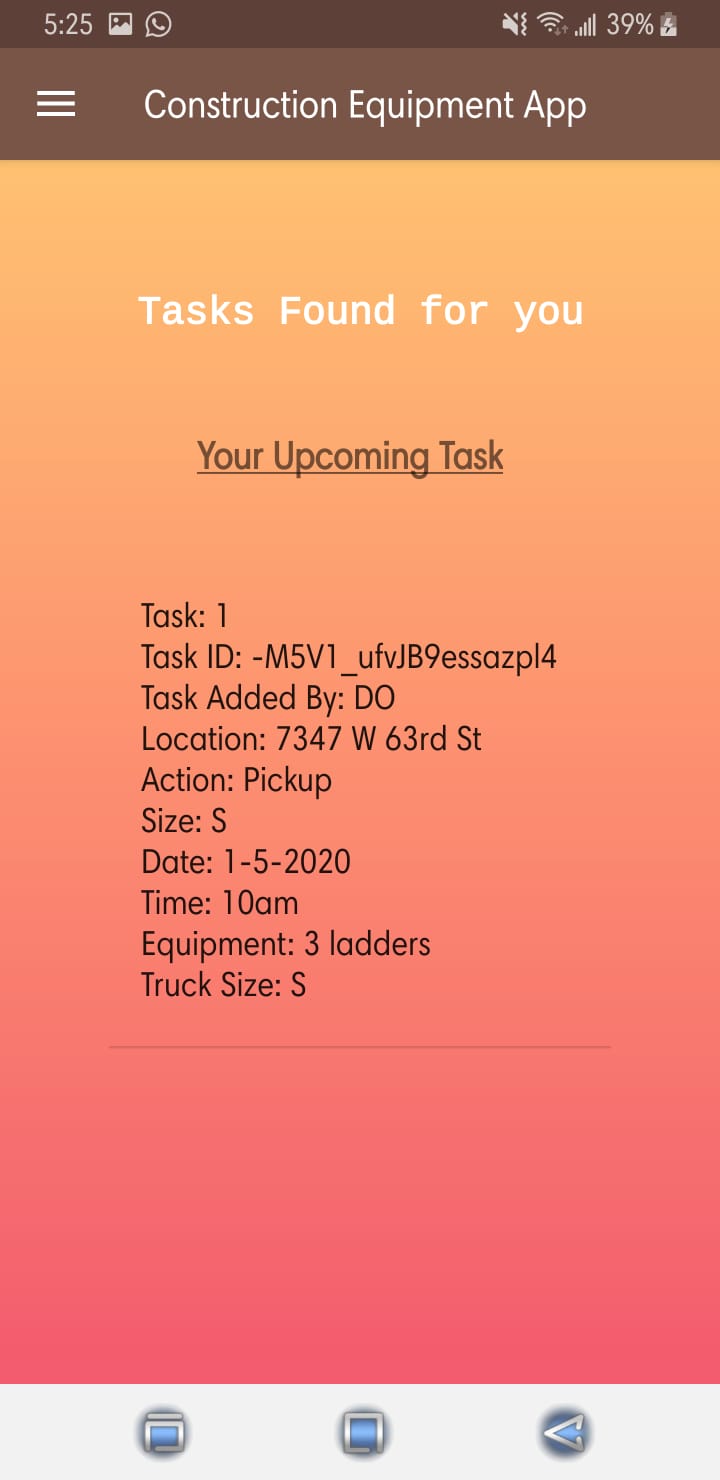 5:25 39%
Construction Equipment App
Tasks Found for you
Your Upcoming Task
Task: 1
Task ID: -M5V1_ufvJB9essazpl4
Task Added By: DO
Location: 7347 W 63rd St
Action: Pickup
Size: S
Date: 1-5-2020
Time: 10am
Equipment: 3 ladders
Truck Size: S